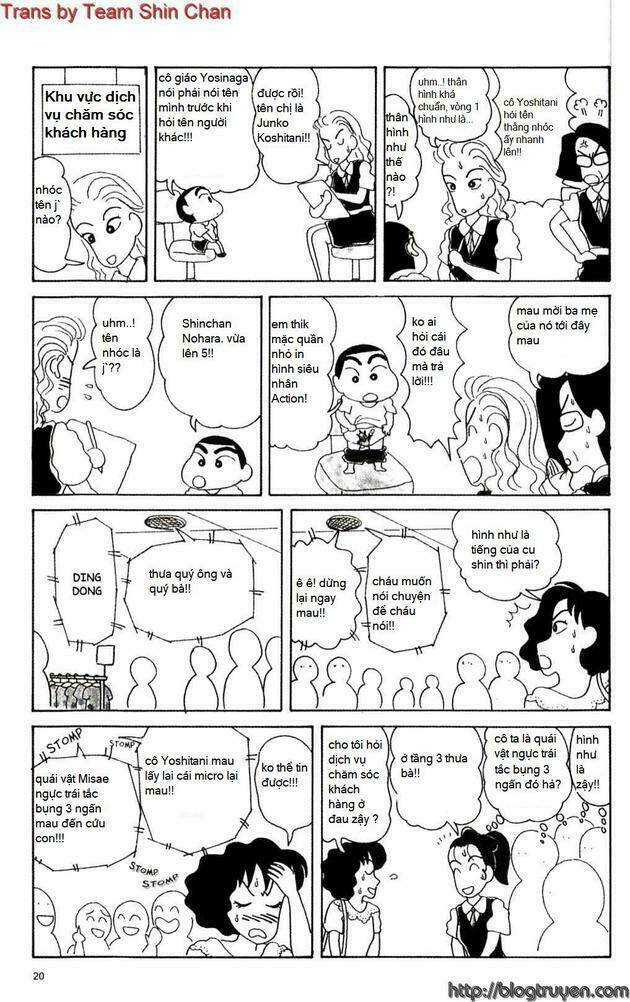 Trans by Team Shin Chan
Khu vực dịch
vụ chăm sóc
khách hàng
nhóc
tên j`
nào?
cô giáo Yosinaga
nói phải nói tên
mình trước khi
hỏi tên người
khác!!!
được rồi!
tên chị là
Junko
Koshitani!!
thân
hình
như
thế
nào
?!
uhm..! thân
hình khá
chuẩn, vòng 1
hình như là...
cô Yoshitani
hỏi tên
thằng nhóc
ấy nhanh
lên!!
uhm..!
tên
nhóc là
j`??
Shinchan
Nohara. vừa
lên 5!!
em thik
mặc quần
nhỏ in
hình siêu
nhân
Action!
ko ai
hỏi cái
đó đâu
mà trả
lời!!!
mau mời ba mẹ
của nó tới đây
mau
DING
DONG
thưa quý ông và
quý bà!!
ê ê! dừng
lại ngay
mau!!
cháu muốn
nói chuyện
để cháu
nói!!
hình như là
tiếng của cu
shin thì phải?
STOMP
STOMP
quái vật Misae
ngực trái tắc
bụng 3 ngấn
mau đến cứu
con!!!
cô Yoshitani mau
lấy lại cái micro lại
mau!!
STOMP
STOMP
ko thể tin
được!!!
cho tôi hỏi
dịch vụ
chăm sóc
khách
hàng ở
đau zậy ?
?
ở tầng 3 thưa
bà!!
cô ta là quái
vật ngực trái
tắc bụng 3
ngấn đó hả?
hình
như
là
zậy!!
20
http://blogtruyen.com